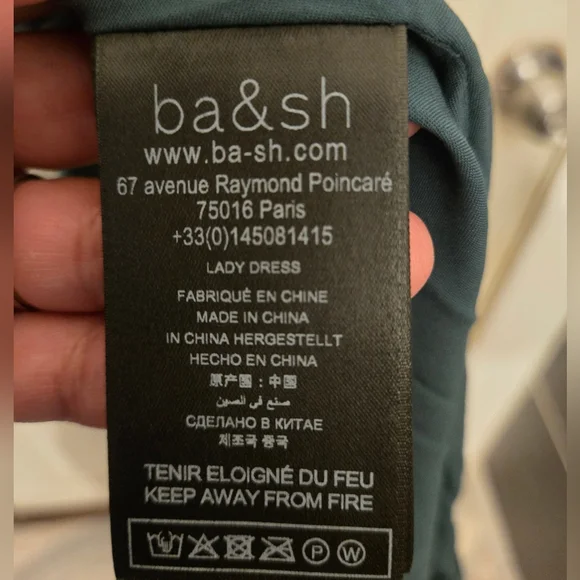 ba&sh
www.ba-sh.com
67 avenue Raymond Poincaré
75016 Paris
+33(0)145081415
LADY DRESS
FABRIQUÉ EN CHINE
MADE IN CHINA
IN CHINA HERGESTELLT
HECHO EN CHINA
原产國：中国
صنع في الصين
СДЕЛАНО В КИТАЕ
제조국 중국
TENIR ELOIGNÉ DU FEU
KEEP AWAY FROM FIRE
P W